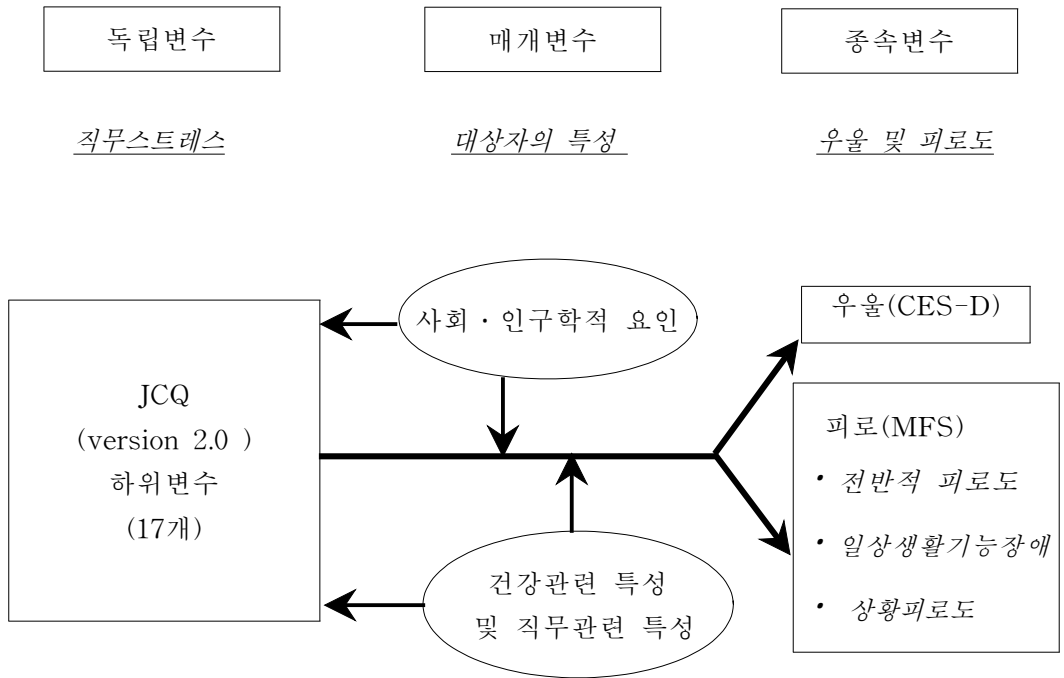 독립변수
매개변수
종속변수
직무스트레스
대상자의 특성
우울 및 피로도
사회·인구학적 요인
우울(CES-D)
JCQ
(version 2.0 )
하위변수
(17개)
피로(MFS)
· 전반적 피로도
· 일상생활기능장애
· 상황피로도
건강관련 특성
및 직무관련 특성